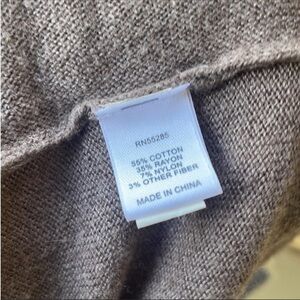 RN55285
55% COTTON
35% RAYON
7% NYLON
3% OTHER FIBER
MADE IN CHINA